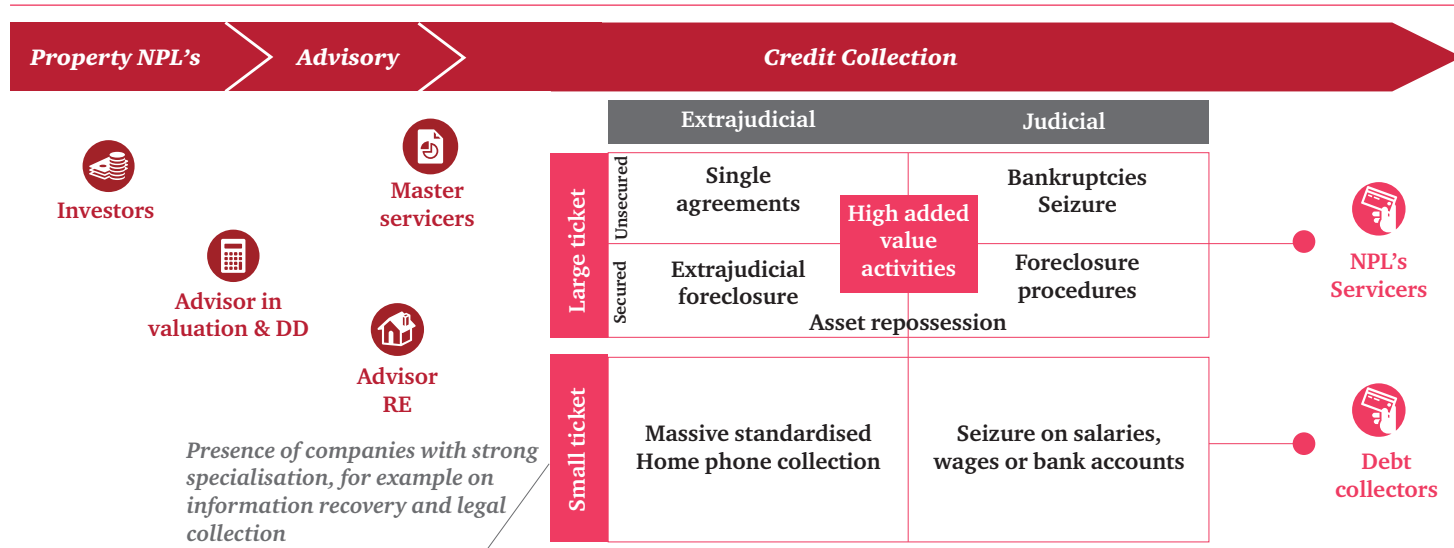 Property NPL's
Advisory
Credit Collection
Extrajudicial
Judicial
Investors
Advisor in
valuation & DD
Master
servicers
Advisor
RE
Presence of companies with strong
specialisation, for example on
information recovery and legal
collection
Large ticket
Unsecured
Secured
Single
agreements
Bankruptcies
Seizure
High added
value
activities
Extrajudicial
foreclosure
Foreclosure
procedures
Asset repossession
NPL's
Servicers
Small ticket
Massive standardised
Home phone collection
Seizure on salaries,
wages or bank accounts
Debt
collectors